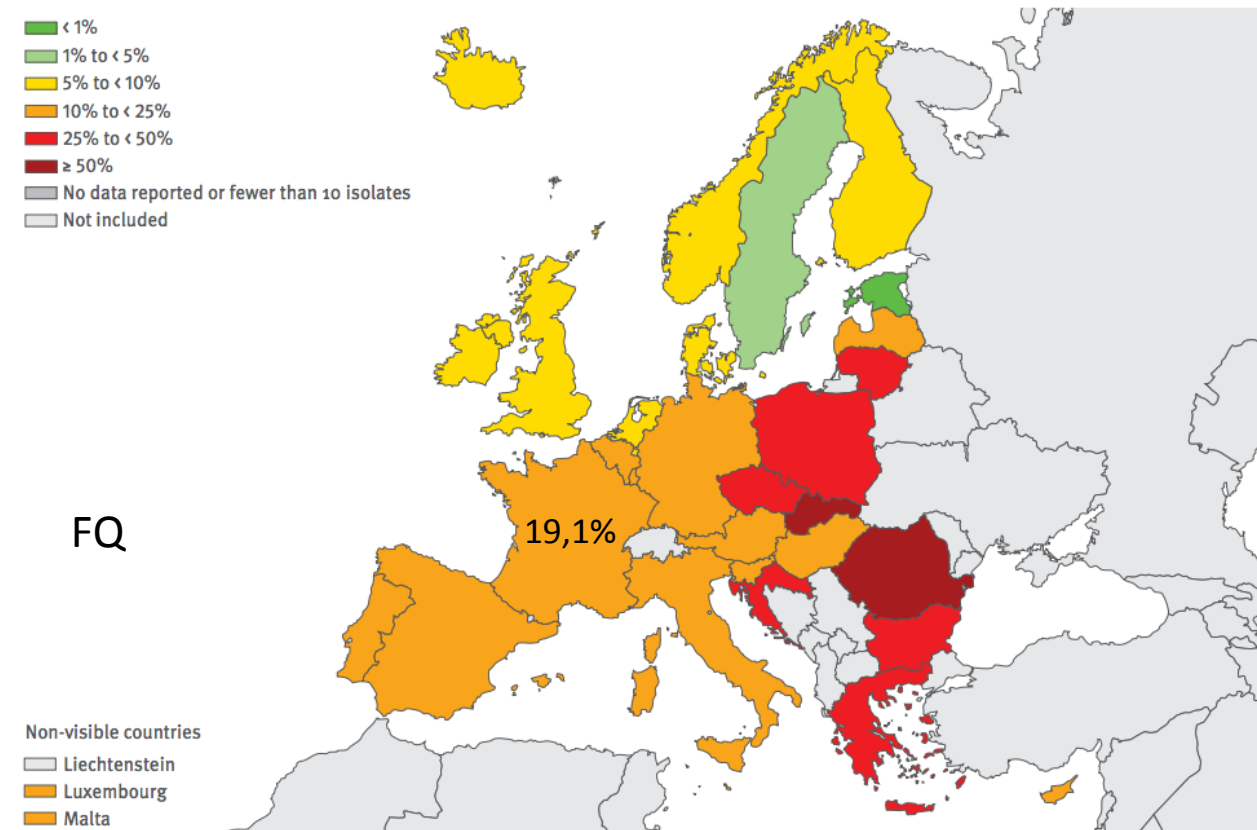 < 1%
1% to < 5%
5% to < 10%
10% to < 25%
25% to < 50%
≥ 50%
No data reported or fewer than 10 isolates
Not included
FQ
19,1%
Non-visible countries
Liechtenstein
Luxembourg
Malta